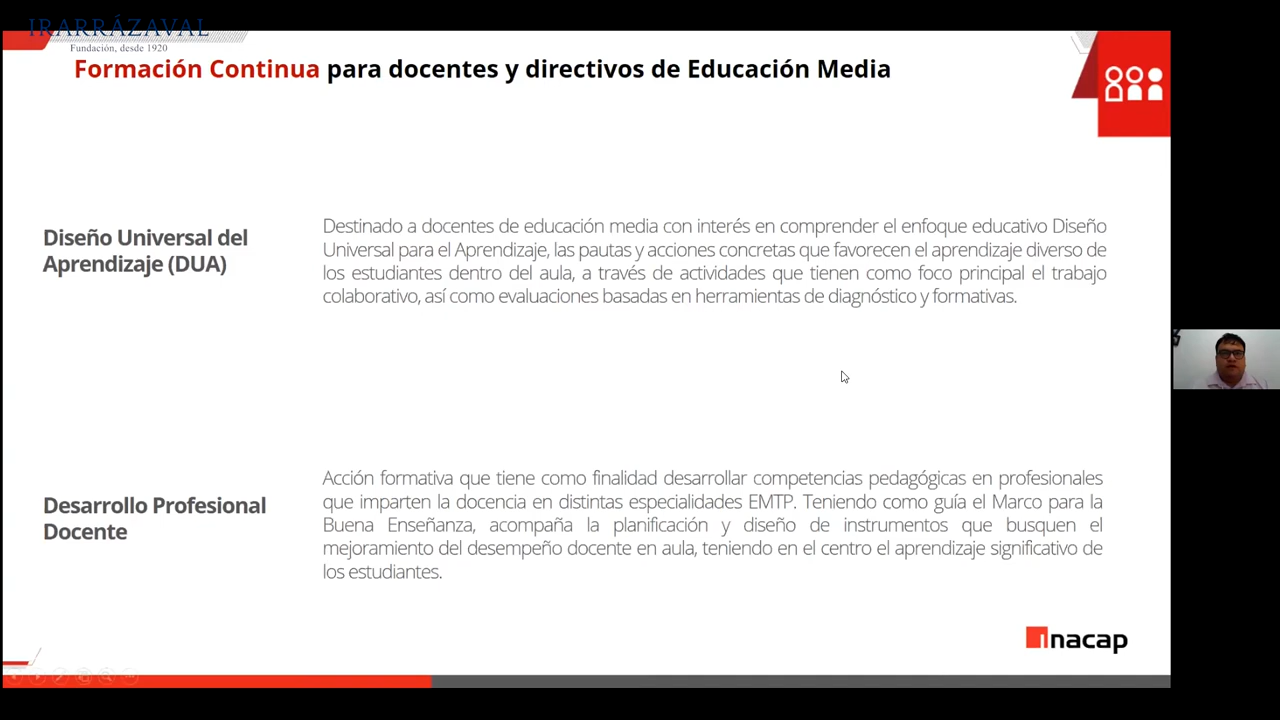 IRARRÁZAVAL
Fundación, desde 1920
Formación Continua para docentes y directivos de Educación Media
Diseño Universal del
Aprendizaje (DUA)
Destinado a docentes de educación media con interés en comprender el enfoque educativo Diseño
Universal para el Aprendizaje, las pautas y acciones concretas que favorecen el aprendizaje diverso de
los estudiantes dentro del aula, a través de actividades que tienen como foco principal el trabajo
colaborativo, así como evaluaciones basadas en herramientas de diagnóstico y formativas.
Desarrollo Profesional
Docente
Acción formativa que tiene como finalidad desarrollar competencias pedagógicas en profesionales
que imparten la docencia en distintas especialidades EMTP. Teniendo como guía el Marco para la
Buena Enseñanza, acompaña la planificación y diseño de instrumentos que busquen el
mejoramiento del desempeño docente en aula, teniendo en el centro el aprendizaje significativo de
los estudiantes.
inacap